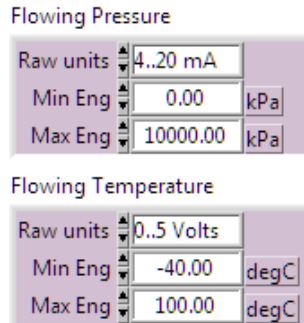 Flowing Pressure
Raw units 4..20 mA
Min Eng 0.00 kPa
Max Eng 10000.00 kPa
Flowing Temperature
Raw units 0..5 Volts
Min Eng -40.00 degC
Max Eng 100.00 degC